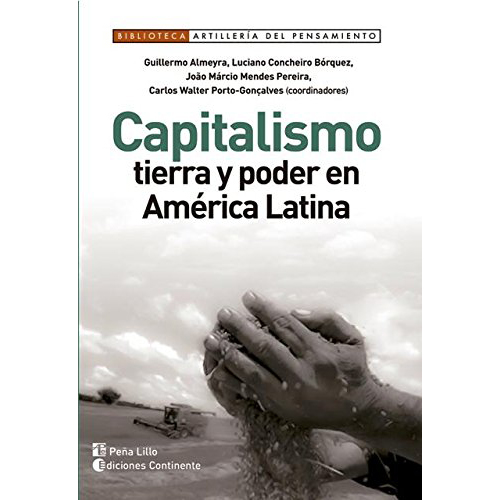 BIBLIOTECA ARTILLERÍA DEL PENSAMIENTO
Guillermo Almeyra, Luciano Concheiro Bórquez,
João Márcio Mendes Pereira,
Carlos Walter Porto-Gonçalves (coordinadores)
Capitalismo
tierra y poder en
América Latina
Peña Lillo
Ediciones Continente